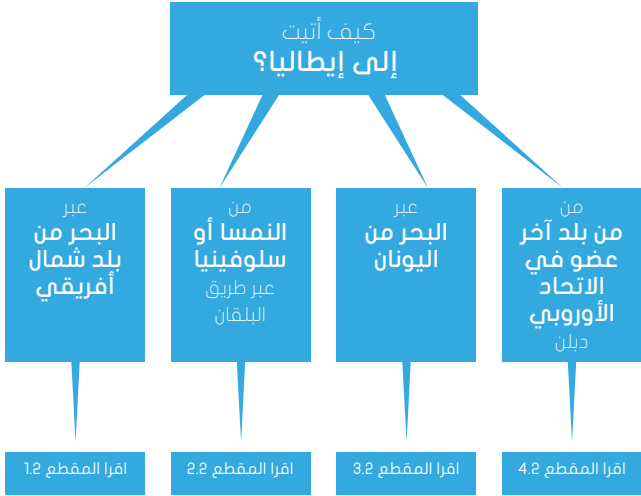 كيف أتيت
إلى إيطاليا؟
عبر
البحر من
بلد شمال
أفريقي
من
النمسا أو
سلوفينيا
عبر طريق
البلقان
عبر
البحر من
اليونان
من
من بلد آخر
عضو في
الاتحاد
الأوروبي
دبلن
اقرا المقطع 1.2
اقرا المقطع 2.2
اقرا المقطع 3.2
اقرا المقطع 4.2